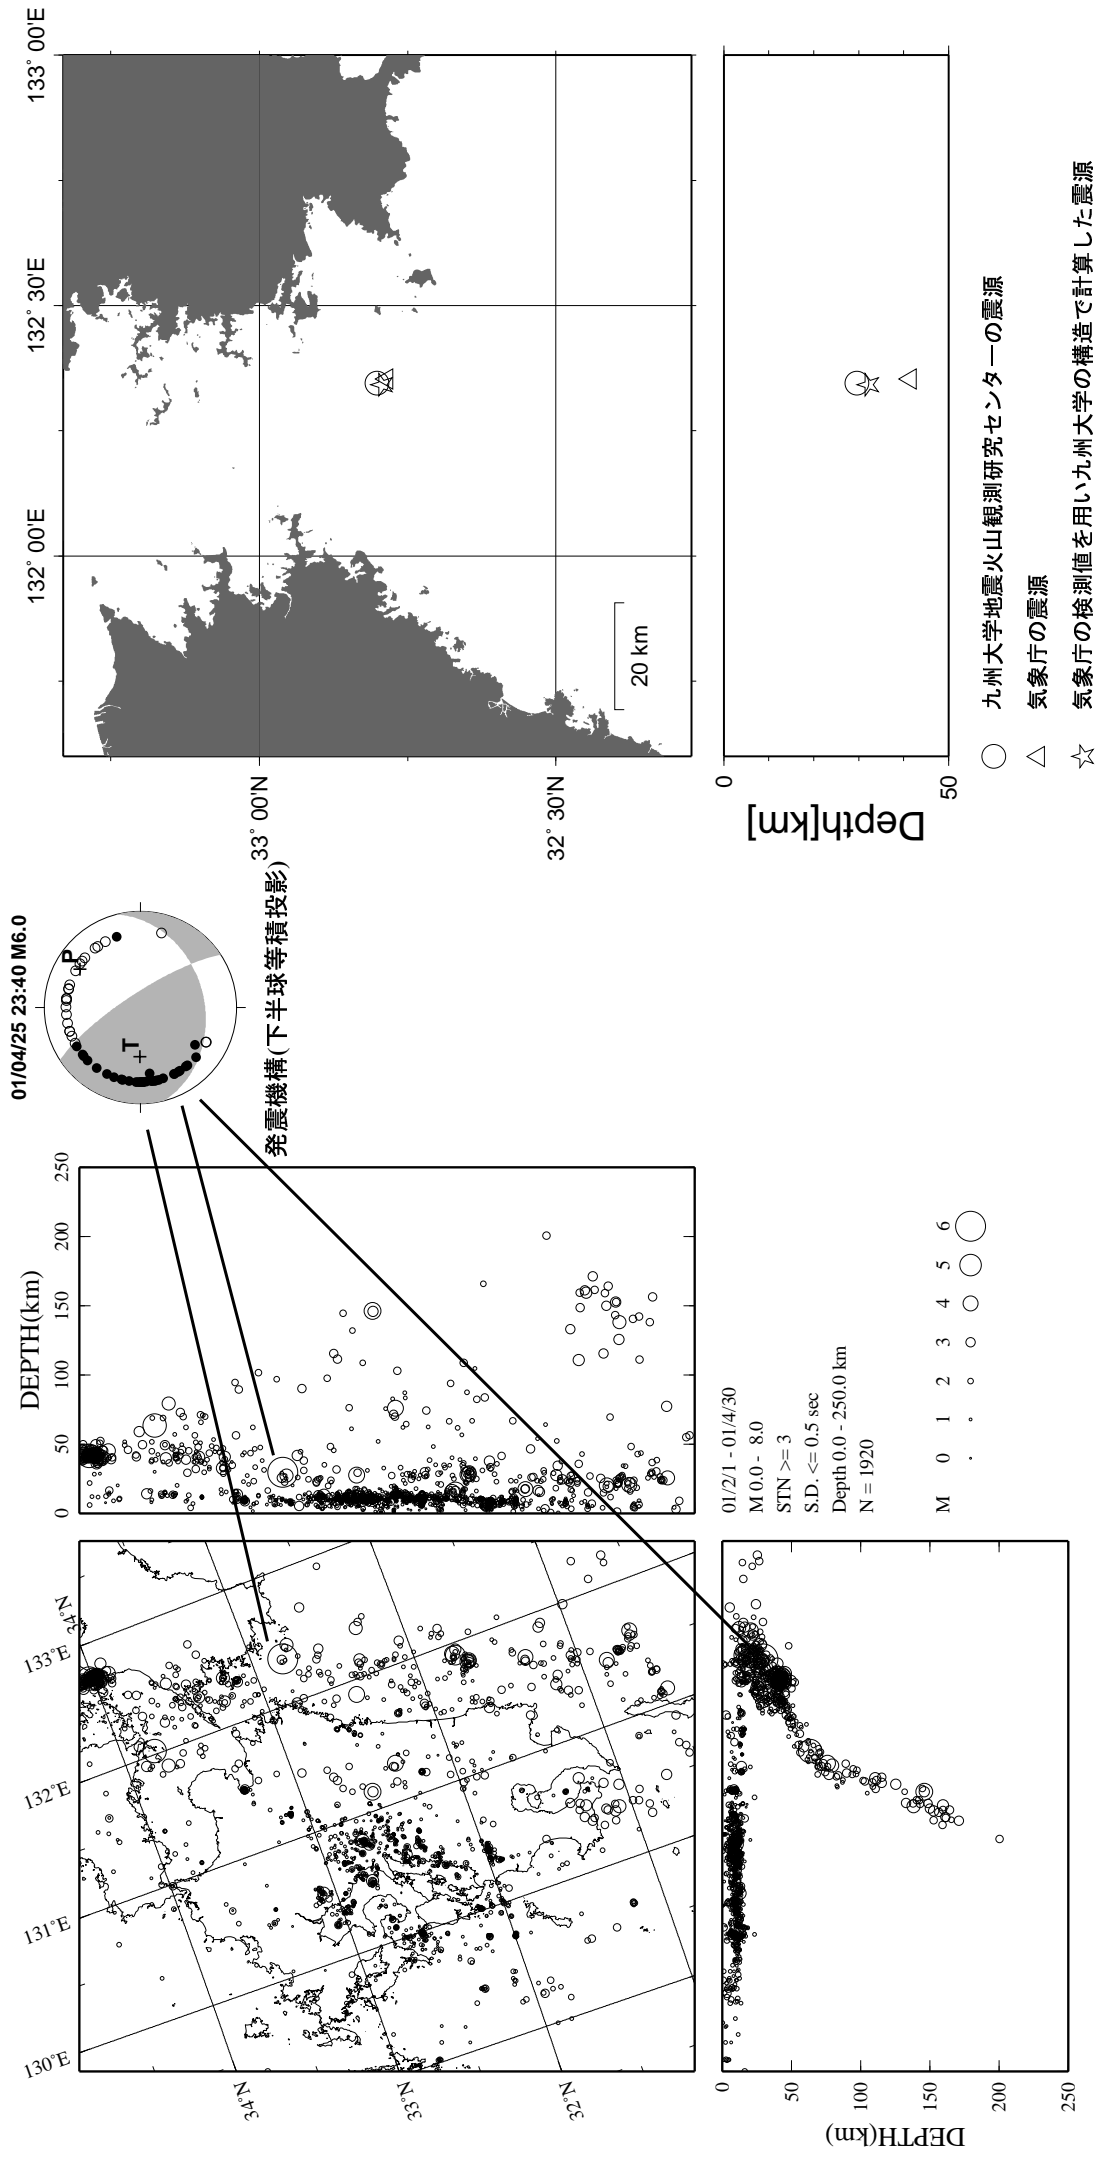 01/04/25 23:40 M6.0
P
T
発震機構(下半球等積投影)
DEPTH(km)
0
50
100
150
200
250
130°E
131°E
132°E
133°E
34°N
34°N
33°N
32°N
0
50
100
150
200
250
DEPTH(km)
01/2/1 - 01/4/30
M 0.0 - 8.0
STN >= 3
S.D. <= 0.5 sec
Depth 0.0 - 250.0 km
N = 1920
M 0 1 2 3 4 5 6
132° 00'E
132° 30'E
133° 00'E
33° 00'N
32° 30'N
20 km
0
50
Depth[km]
九州大学地震火山観測研究センターの震源
気象庁の震源
気象庁の検測値を用い九州大学の構造で計算した震源